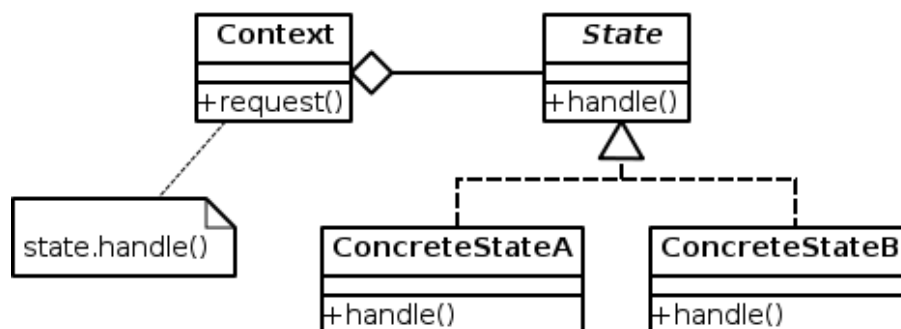 Context
+request()
State
+handle()
state.handle()
ConcreteStateA
+handle()
ConcreteStateB
+handle()